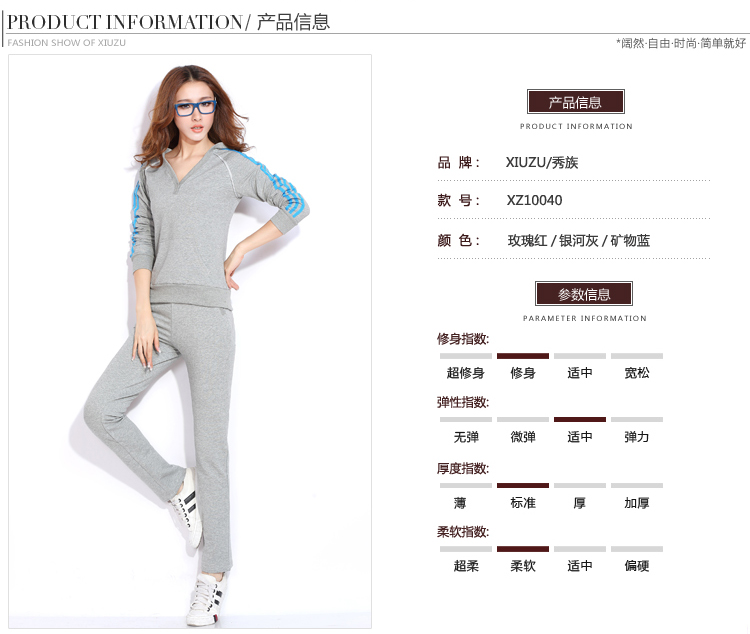 PRODUCT INFORMATION/ 产品信息
FASHION SHOW OF XIUZU
*阔然·自由·时尚·简单就好
产品信息
PRODUCT INFORMATION
品 牌： XIUZU/秀族
款 号： XZ10040
颜 色： 玫瑰红 / 银河灰 / 矿物蓝
参数信息
PARAMETER INFORMATION
修身指数:
超修身 修身 适中 宽松
弹性指数:
无弹 微弹 适中 弹力
厚度指数:
薄 标准 厚 加厚
柔软指数:
超柔 柔软 适中 偏硬